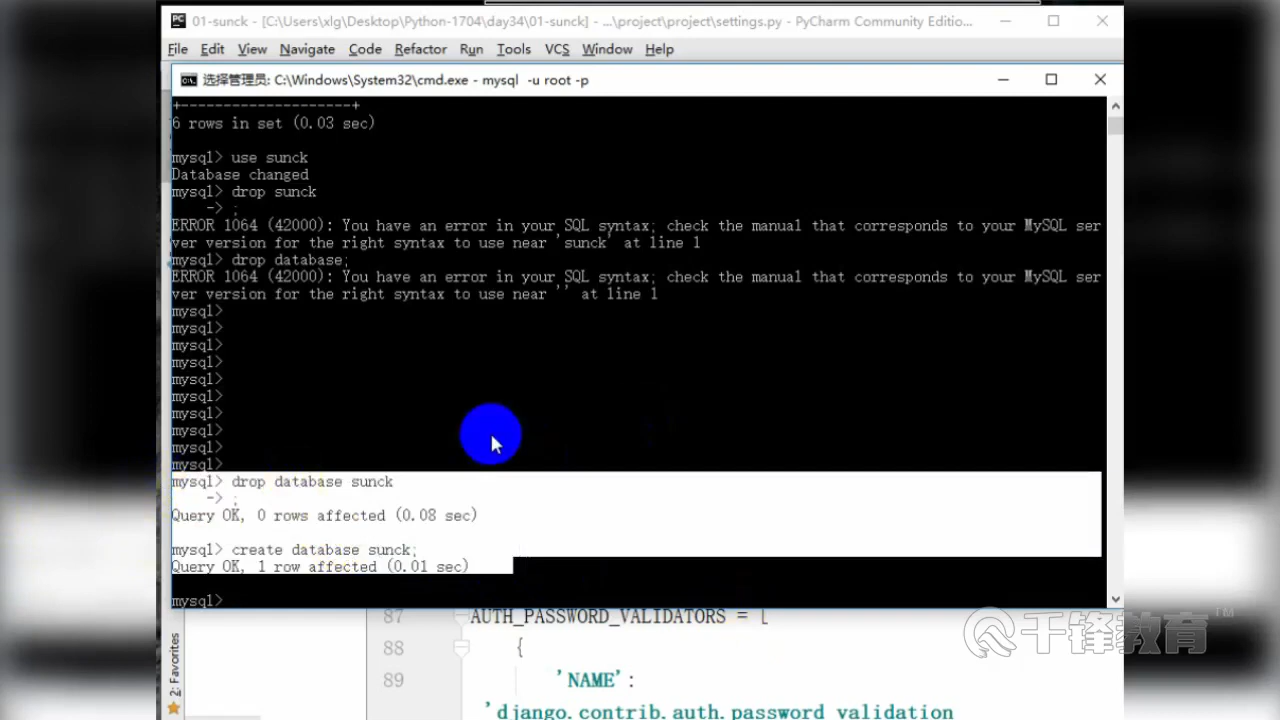 PC 01-sunck - [C:\Users\xlg\Desktop\Python-1704\day34\01-sunck] - ...\project\project\settings.py - PyCharm Community Editio...
File Edit View Navigate Code Refactor Run Tools VCS Window Help
选择管理员: C:\Windows\System32\cmd.exe - mysql -u root -p
+--------------------+
6 rows in set (0.03 sec)
mysql> use sunck
Database changed
mysql> drop sunck
-> ;
ERROR 1064 (42000): You have an error in your SQL syntax; check the manual that corresponds to your MySQL ser
ver version for the right syntax to use near 'sunck' at line 1
mysql> drop database;
ERROR 1064 (42000): You have an error in your SQL syntax; check the manual that corresponds to your MySQL ser
ver version for the right syntax to use near '' at line 1
mysql>
mysql>
mysql>
mysql>
mysql>
mysql>
mysql>
mysql>
mysql>
mysql>
mysql> drop database sunck
-> ;
Query OK, 0 rows affected (0.08 sec)
mysql> create database sunck;
Query OK, 1 row affected (0.01 sec)
mysql>
87 AUTH_PASSWORD_VALIDATORS = [
88 {
89 'NAME':
'django.contrib.auth.password_validation
2: Favorites
千锋教育™